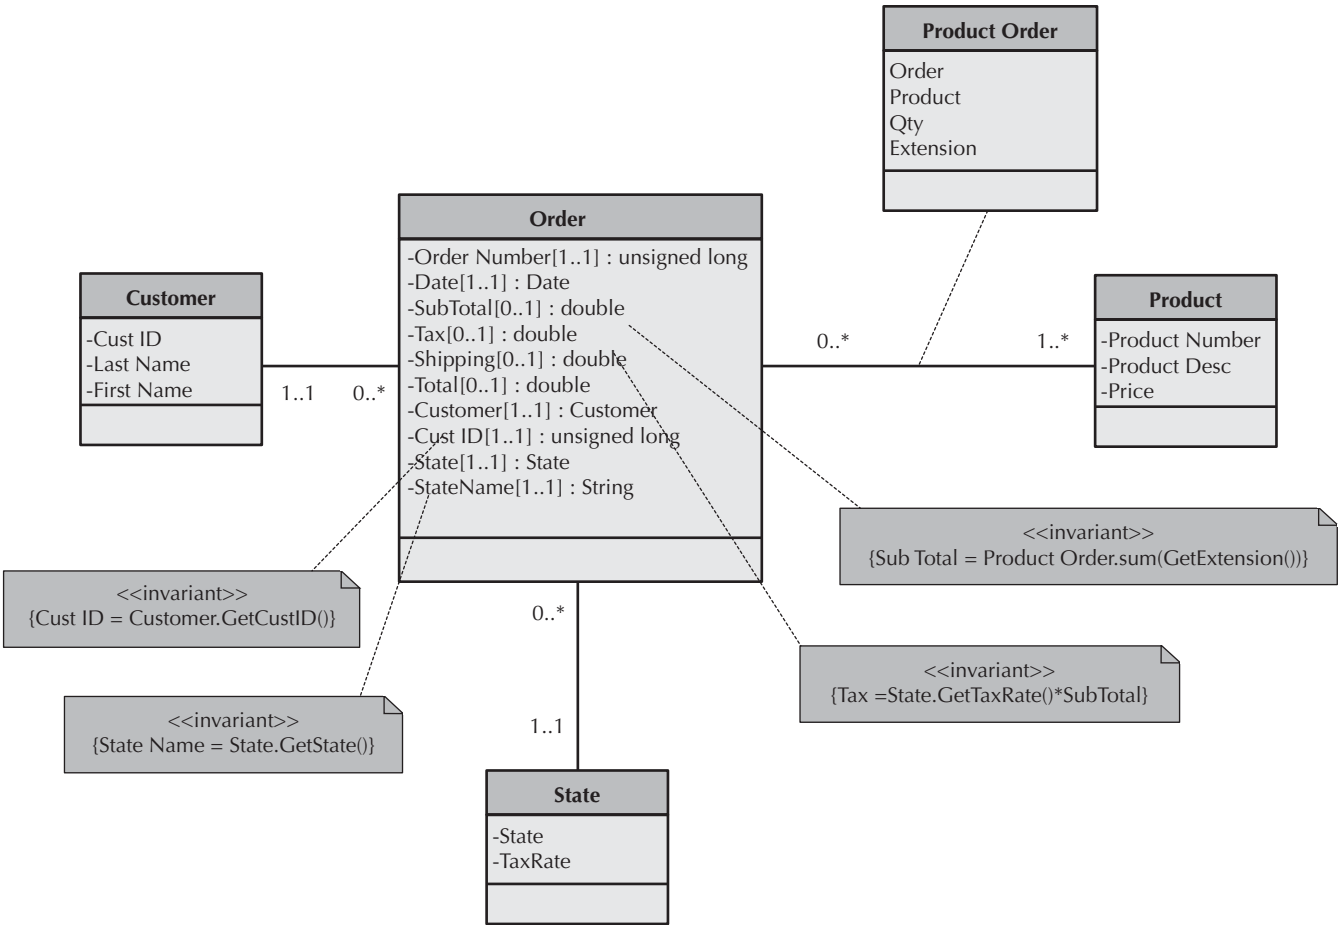 Product Order
Order
Product
Qty
Extension
Order
-Order Number[1..1] : unsigned long
-Date[1..1] : Date
-SubTotal[0..1] : double
-Tax[0..1] : double
-Shipping[0..1] : double
-Total[0..1] : double
-Customer[1..1] : Customer
-Cust ID[1..1] : unsigned long
-State[1..1] : State
-StateName[1..1] : String
Customer
-Cust ID
-Last Name
-First Name
1..1
0..*
0..*
1..*
Product
-Product Number
-Product Desc
-Price
<<invariant>>
{Sub Total = Product Order.sum(GetExtension())}
<<invariant>>
{Cust ID = Customer.GetCustID()}
0..*
<<invariant>>
{Tax =State.GetTaxRate()*SubTotal}
<<invariant>>
{State Name = State.GetState()}
1..1
State
-State
-TaxRate